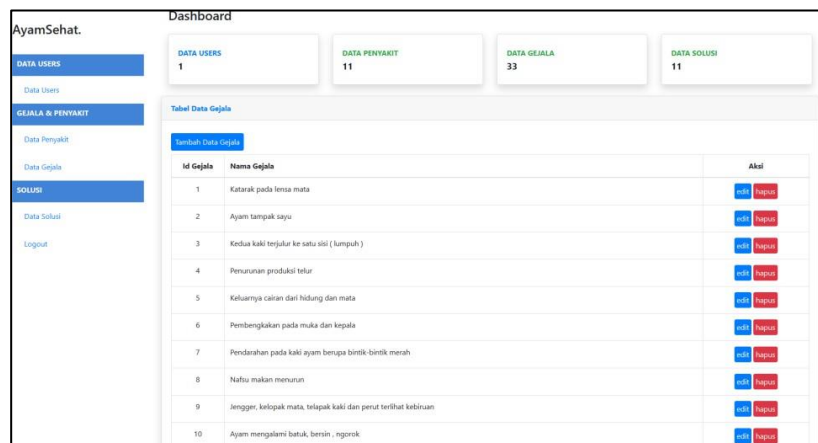 AyamSehat.
DATA USERS
Data Users
GEJALA & PENYAKIT
Data Penyakit
Data Gejala
SOLUSI
Data Solusi
Logout
Dashboard
DATA USERS
1
DATA PENYAKIT
11
DATA GEJALA
33
DATA SOLUSI
11
Tabel Data Gejala
Tambah Data Gejala
Id Gejala Nama Gejala Aksi
1 Katarak pada lensa mata edit hapus
2 Ayam tampak sayu edit hapus
3 Kedua kaki terjulur ke satu sisi ( lumpuh ) edit hapus
4 Penurunan produksi telur edit hapus
5 Keluarnya cairan dari hidung dan mata edit hapus
6 Pembengkakan pada muka dan kepala edit hapus
7 Pendarahan pada kaki ayam berupa bintik-bintik merah edit hapus
8 Nafsu makan menurun edit hapus
9 Jengger, kelopak mata, telapak kaki dan perut terlihat kebiruan edit hapus
10 Ayam mengalami batuk, bersin , ngorok edit hapus